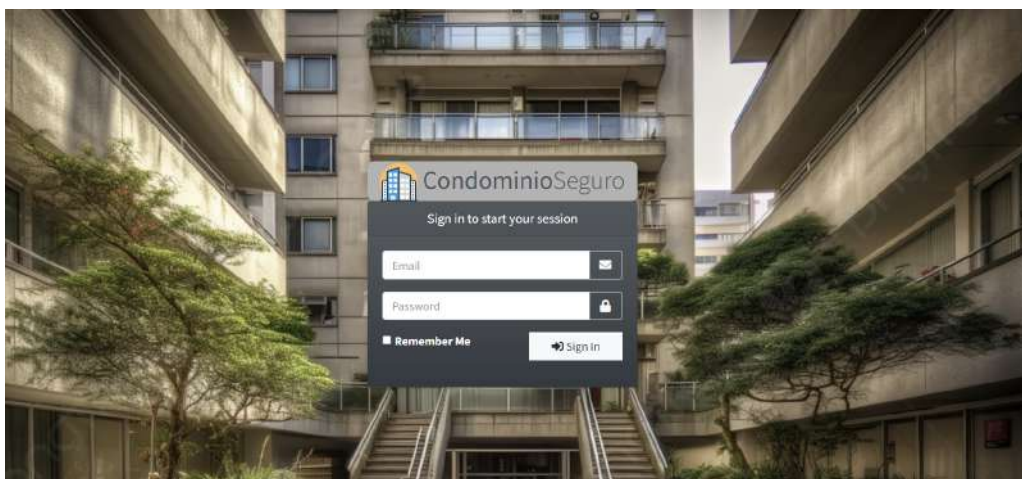 CondominioSeguro
Sign in to start your session
Email
Password
Remember Me
Sign In